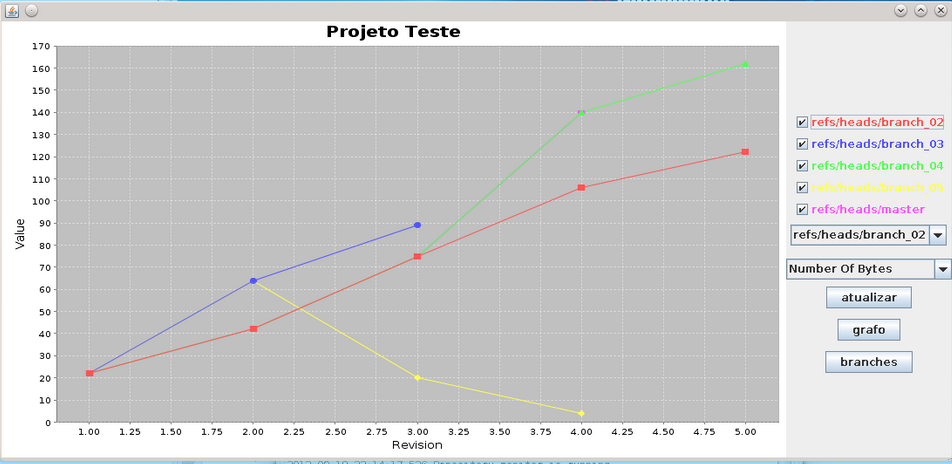 Projeto Teste
170
160
140
130
120
110
100
90
80
70
60
50
40
30
20
10
0
Value
1.00 1.25 1.50 1.75 2.00 2.25 2.50 2.75 3.00 3.25 3.50 3.75 4.00 4.25 4.50 4.75 5.00
Revision
refs/heads/branch_02
refs/heads/branch_03
refs/heads/branch_04
refs/heads/branch_05
refs/heads/master
refs/heads/branch_02
Number Of Bytes
atualizar
grafo
branches